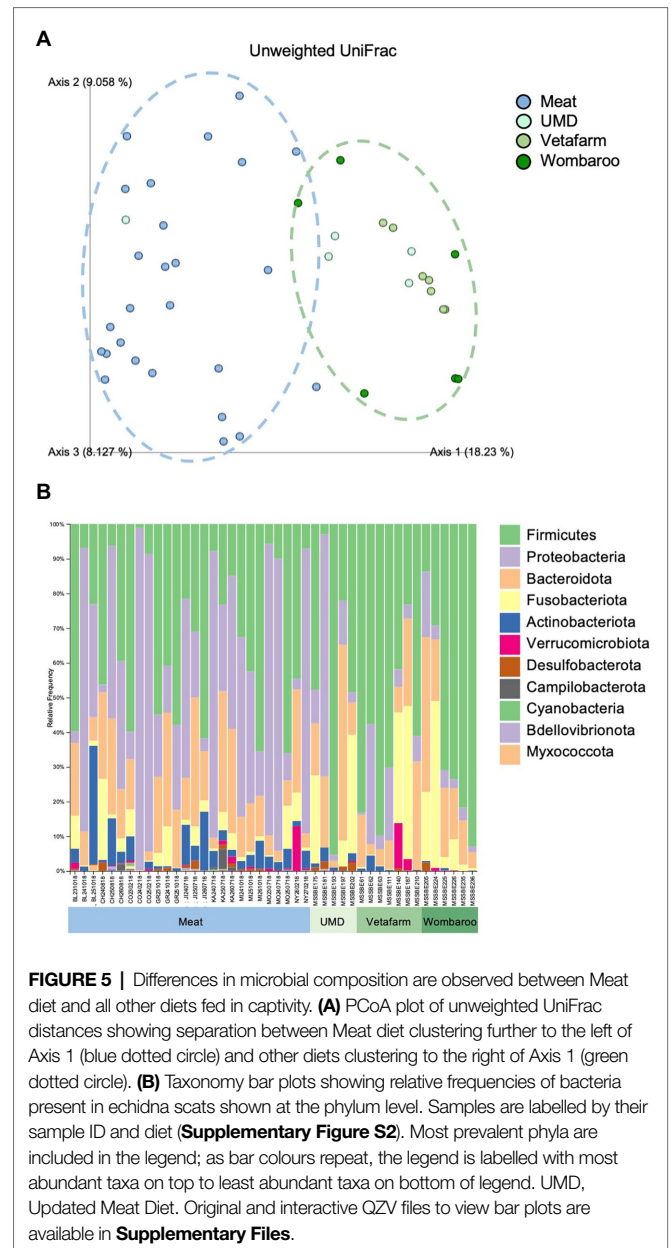 A
Unweighted UniFrac
Axis 2 (9.058 %)
Meat
UMD
Vetafarm
Wombaroo
Axis 3 (8.127 %)
Axis 1 (18.23 %)
B
100%
90%
80%
70%
60%
50%
40%
30%
20%
10%
0%
Relative Frequency
Firmicutes
Proteobacteria
Bacteroidota
Fusobacteriota
Actinobacteriota
Verrucomicrobiota
Desulfobacterota
Campilobacterota
Cyanobacteria
Bdellovibrionota
Myxococcota
Meat
UMD
Vetafarm
Wombaroo
FIGURE 5 | Differences in microbial composition are observed between Meat
diet and all other diets fed in captivity. (A) PCoA plot of unweighted UniFrac
distances showing separation between Meat diet clustering further to the left of
Axis 1 (blue dotted circle) and other diets clustering to the right of Axis 1 (green
dotted circle). (B) Taxonomy bar plots showing relative frequencies of bacteria
present in echidna scats shown at the phylum level. Samples are labelled by their
sample ID and diet (Supplementary Figure S2). Most prevalent phyla are
included in the legend; as bar colours repeat, the legend is labelled with most
abundant taxa on top to least abundant taxa on bottom of legend. UMD,
Updated Meat Diet. Original and interactive QZV files to view bar plots are
available in Supplementary Files.